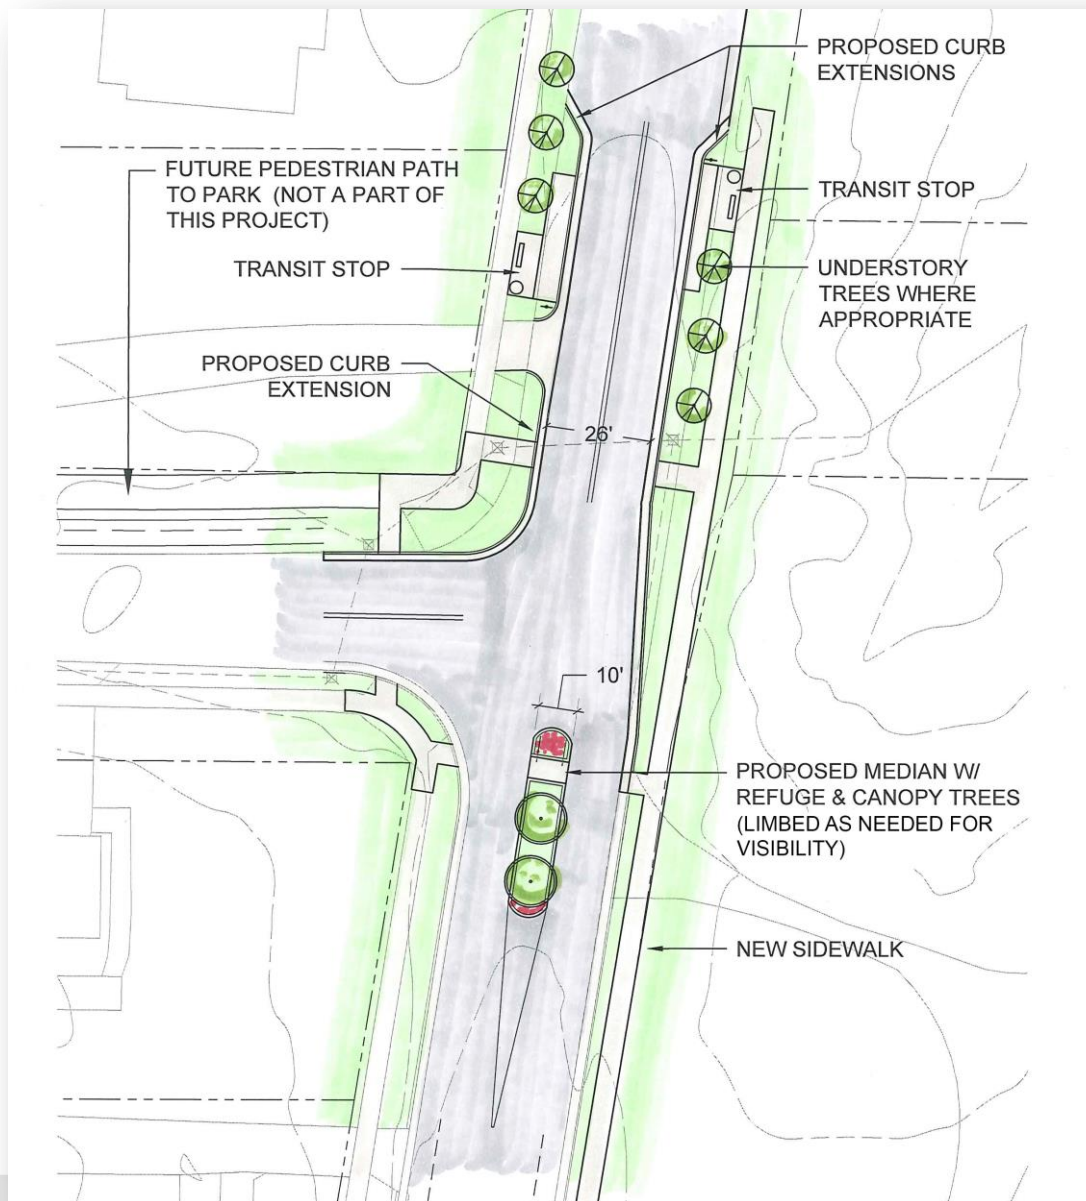 PROPOSED CURB
EXTENSIONS
FUTURE PEDESTRIAN PATH
TO PARK (NOT A PART OF
THIS PROJECT)
TRANSIT STOP
TRANSIT STOP
UNDERSTORY
TREES WHERE
APPROPRIATE
PROPOSED CURB
EXTENSION
26'
10'
PROPOSED MEDIAN W/
REFUGE & CANOPY TREES
(LIMBED AS NEEDED FOR
VISIBILITY)
NEW SIDEWALK